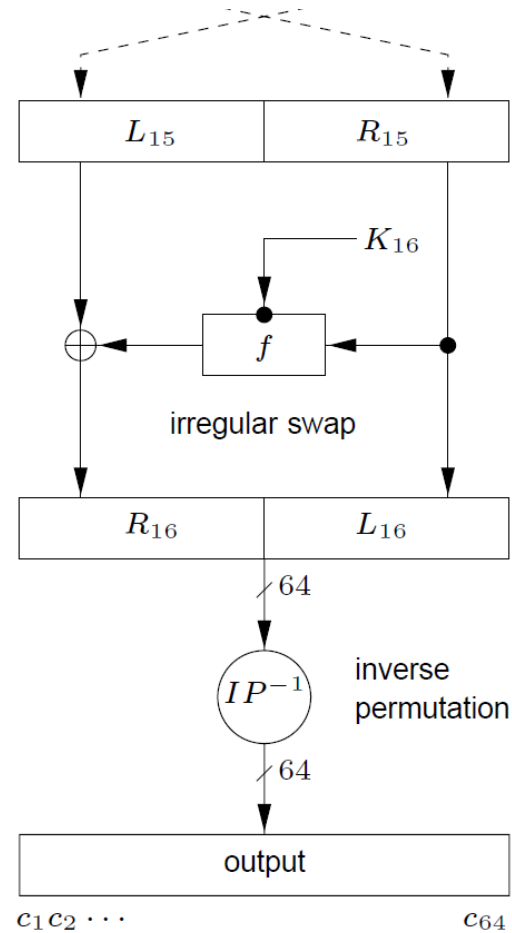 L₁₅ R₁₅
K₁₆
f
irregular swap
R₁₆ L₁₆
64
IP⁻¹
inverse
permutation
64
output
c₁c₂ ⋯ c₆₄